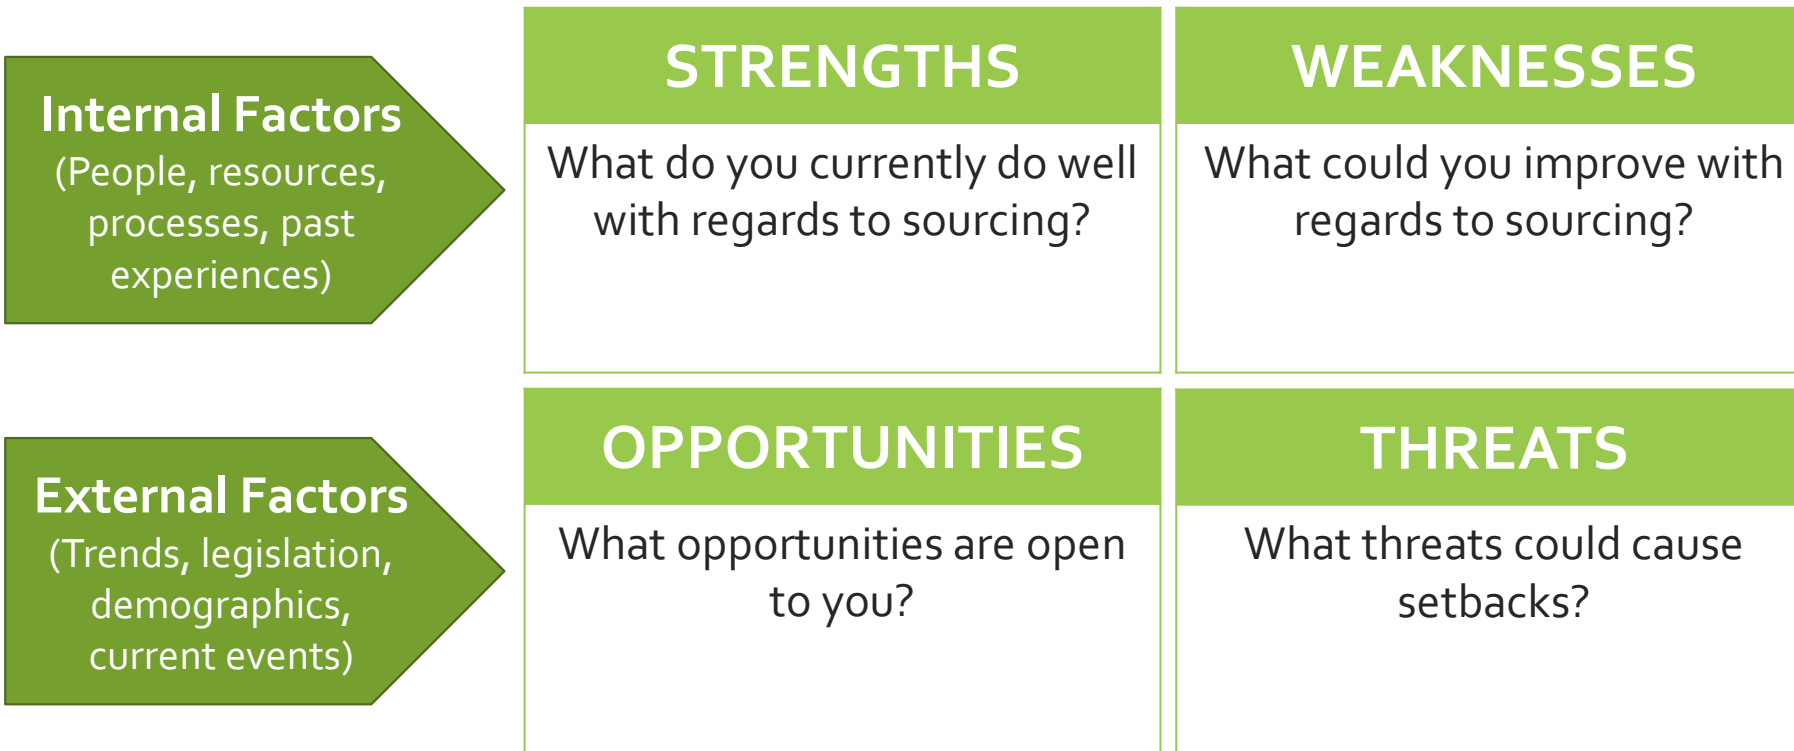 Internal Factors
(People, resources,
processes, past
experiences)
STRENGTHS
What do you currently do well
with regards to sourcing?
WEAKNESSES
What could you improve with
regards to sourcing?
External Factors
(Trends, legislation,
demographics,
current events)
OPPORTUNITIES
What opportunities are open
to you?
THREATS
What threats could cause
setbacks?